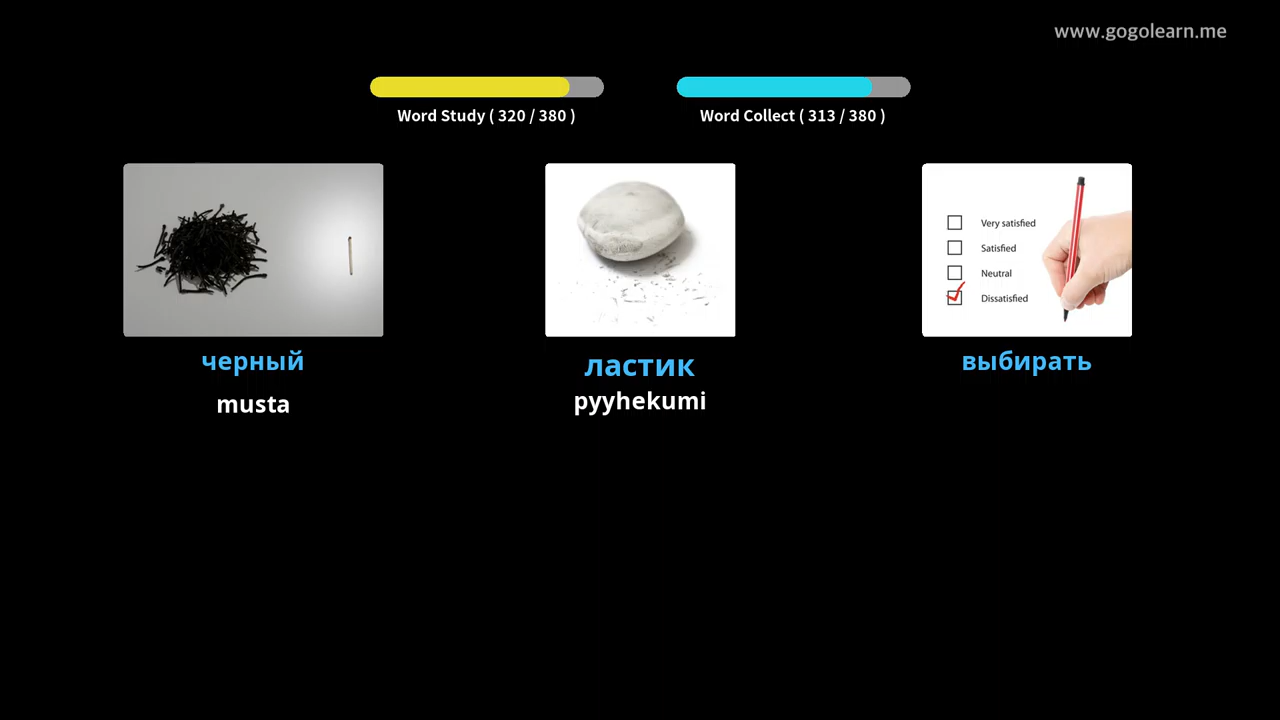 www.gogolearn.me
Word Study ( 320 / 380 )
Word Collect ( 313 / 380 )
Very satisfied
Satisfied
Neutral
Dissatisfied
черный
ластик
выбирать
musta
pyyhekumi